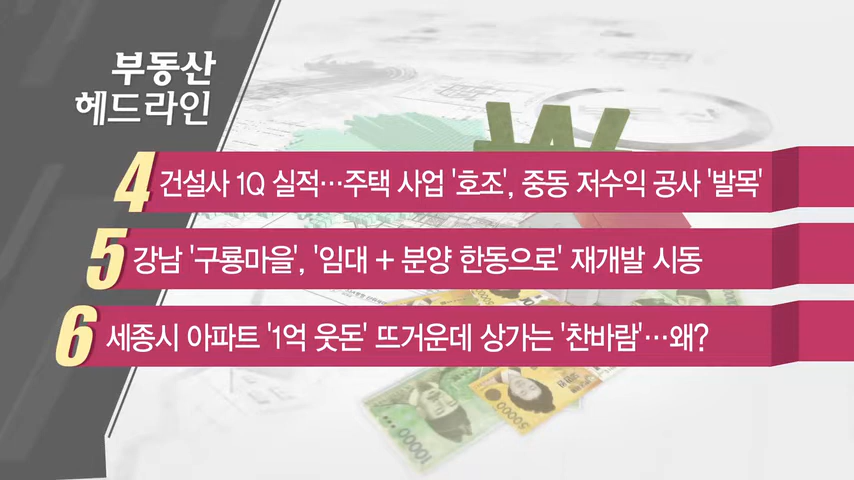 부동산
헤드라인
4 건설사 1Q 실적…주택 사업 '호조', 중동 저수익 공사 '발목'
5 강남 '구룡마을', '임대 + 분양 한동으로' 재개발 시동
6 세종시 아파트 '1억 웃돈' 뜨거운데 상가는 '찬바람'…왜?
10000
50000